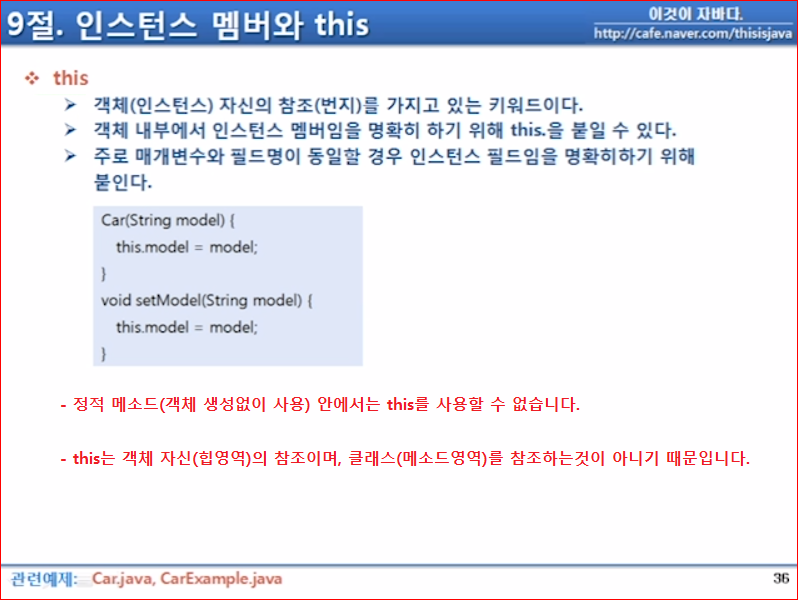 9절. 인스턴스 멤버와 this
이것이 자바다.
http://cafe.naver.com/thisisjava
❖ this
➤ 객체(인스턴스) 자신의 참조(번지)를 가지고 있는 키워드이다.
➤ 객체 내부에서 인스턴스 멤버임을 명확히 하기 위해 this.을 붙일 수 있다.
➤ 주로 매개변수와 필드명이 동일할 경우 인스턴스 필드임을 명확히하기 위해
붙인다.
Car(String model) {
this.model = model;
}
void setModel(String model) {
this.model = model;
}
- 정적 메소드(객체 생성없이 사용) 안에서는 this를 사용할 수 없습니다.
- this는 객체 자신(힙영역)의 참조이며, 클래스(메소드영역)를 참조하는것이 아니기 때문입니다.
관련예제: Car.java, CarExample.java
36